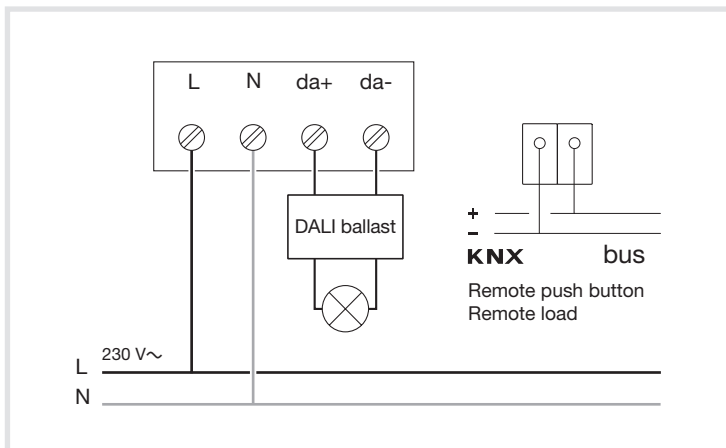 L N da+ da-
DALI ballast
+
-
KNX bus
Remote push button
Remote load
L 230 V~
N